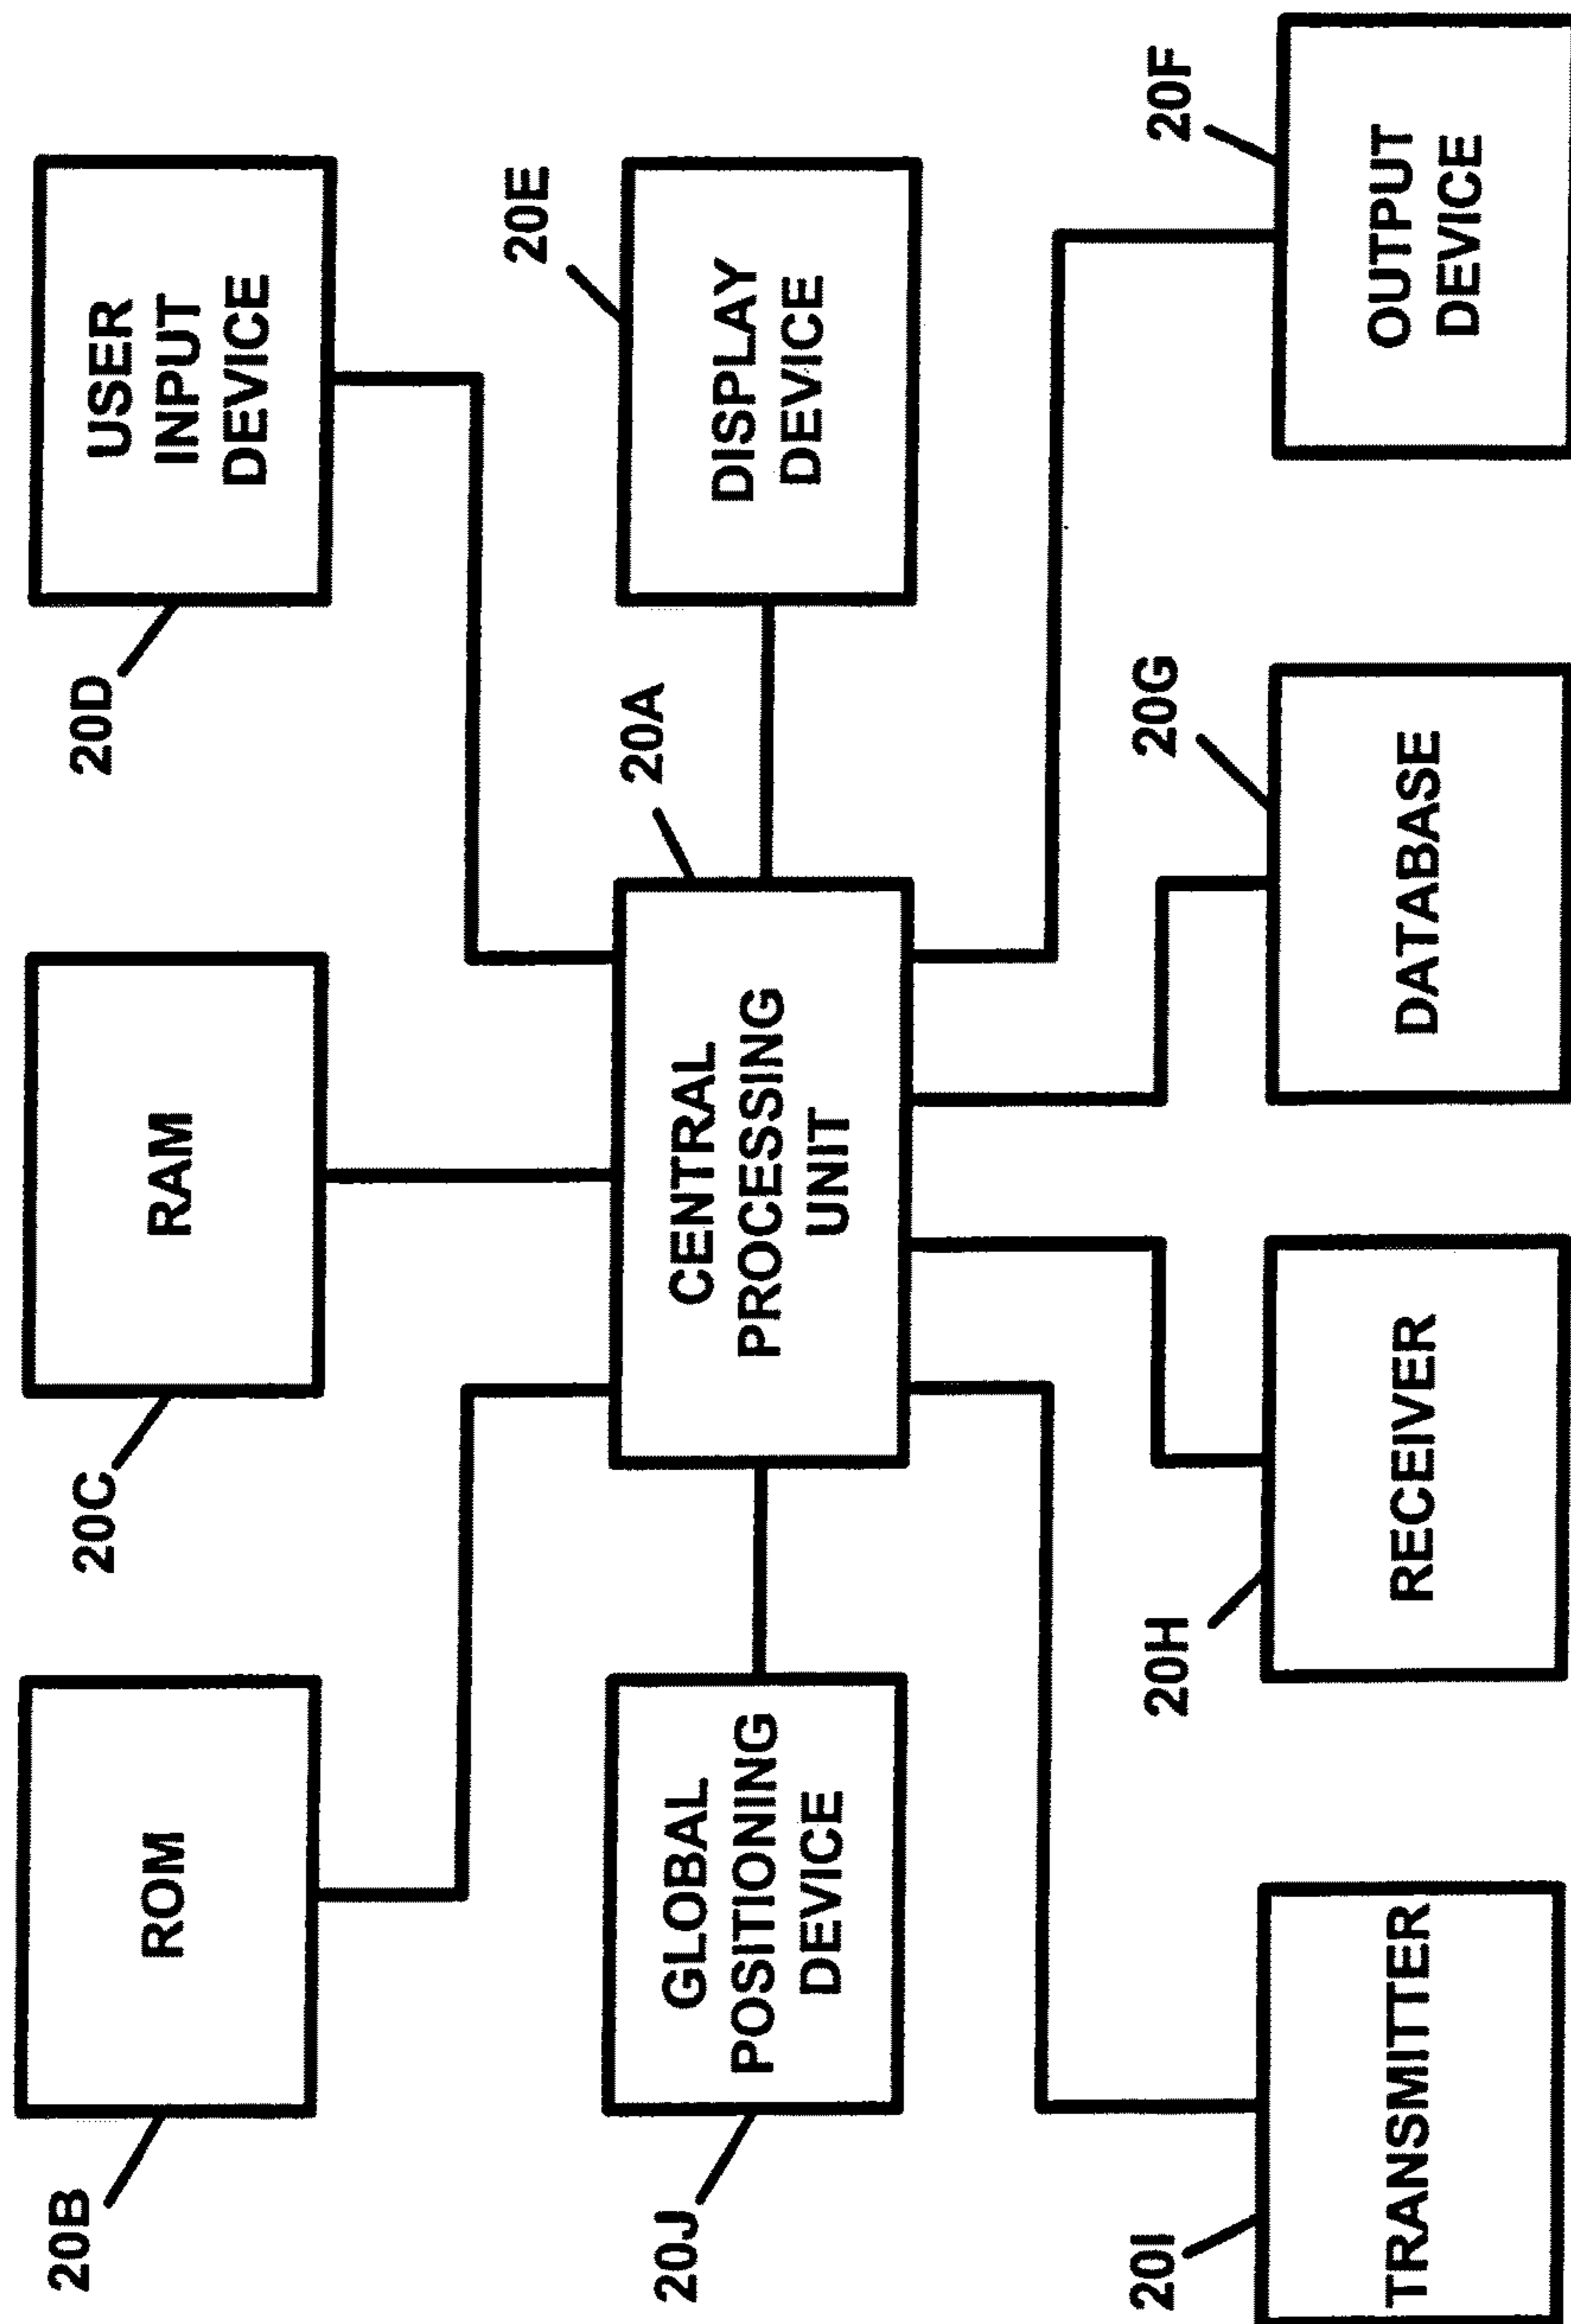 20B
ROM
20C
RAM
20D
USER
INPUT
DEVICE
20J
GLOBAL
POSITIONING
DEVICE
20A
CENTRAL
PROCESSING
UNIT
20E
DISPLAY
DEVICE
20I
TRANSMITTER
20H
RECEIVER
20G
DATABASE
20F
OUTPUT
DEVICE